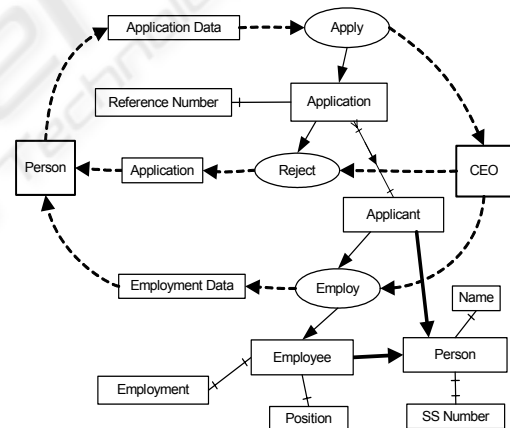 Application Data
Apply
Reference Number
Application
Person
Application
Reject
CEO
Applicant
Employment Data
Employ
Name
Employee
Person
Employment
Position
SS Number